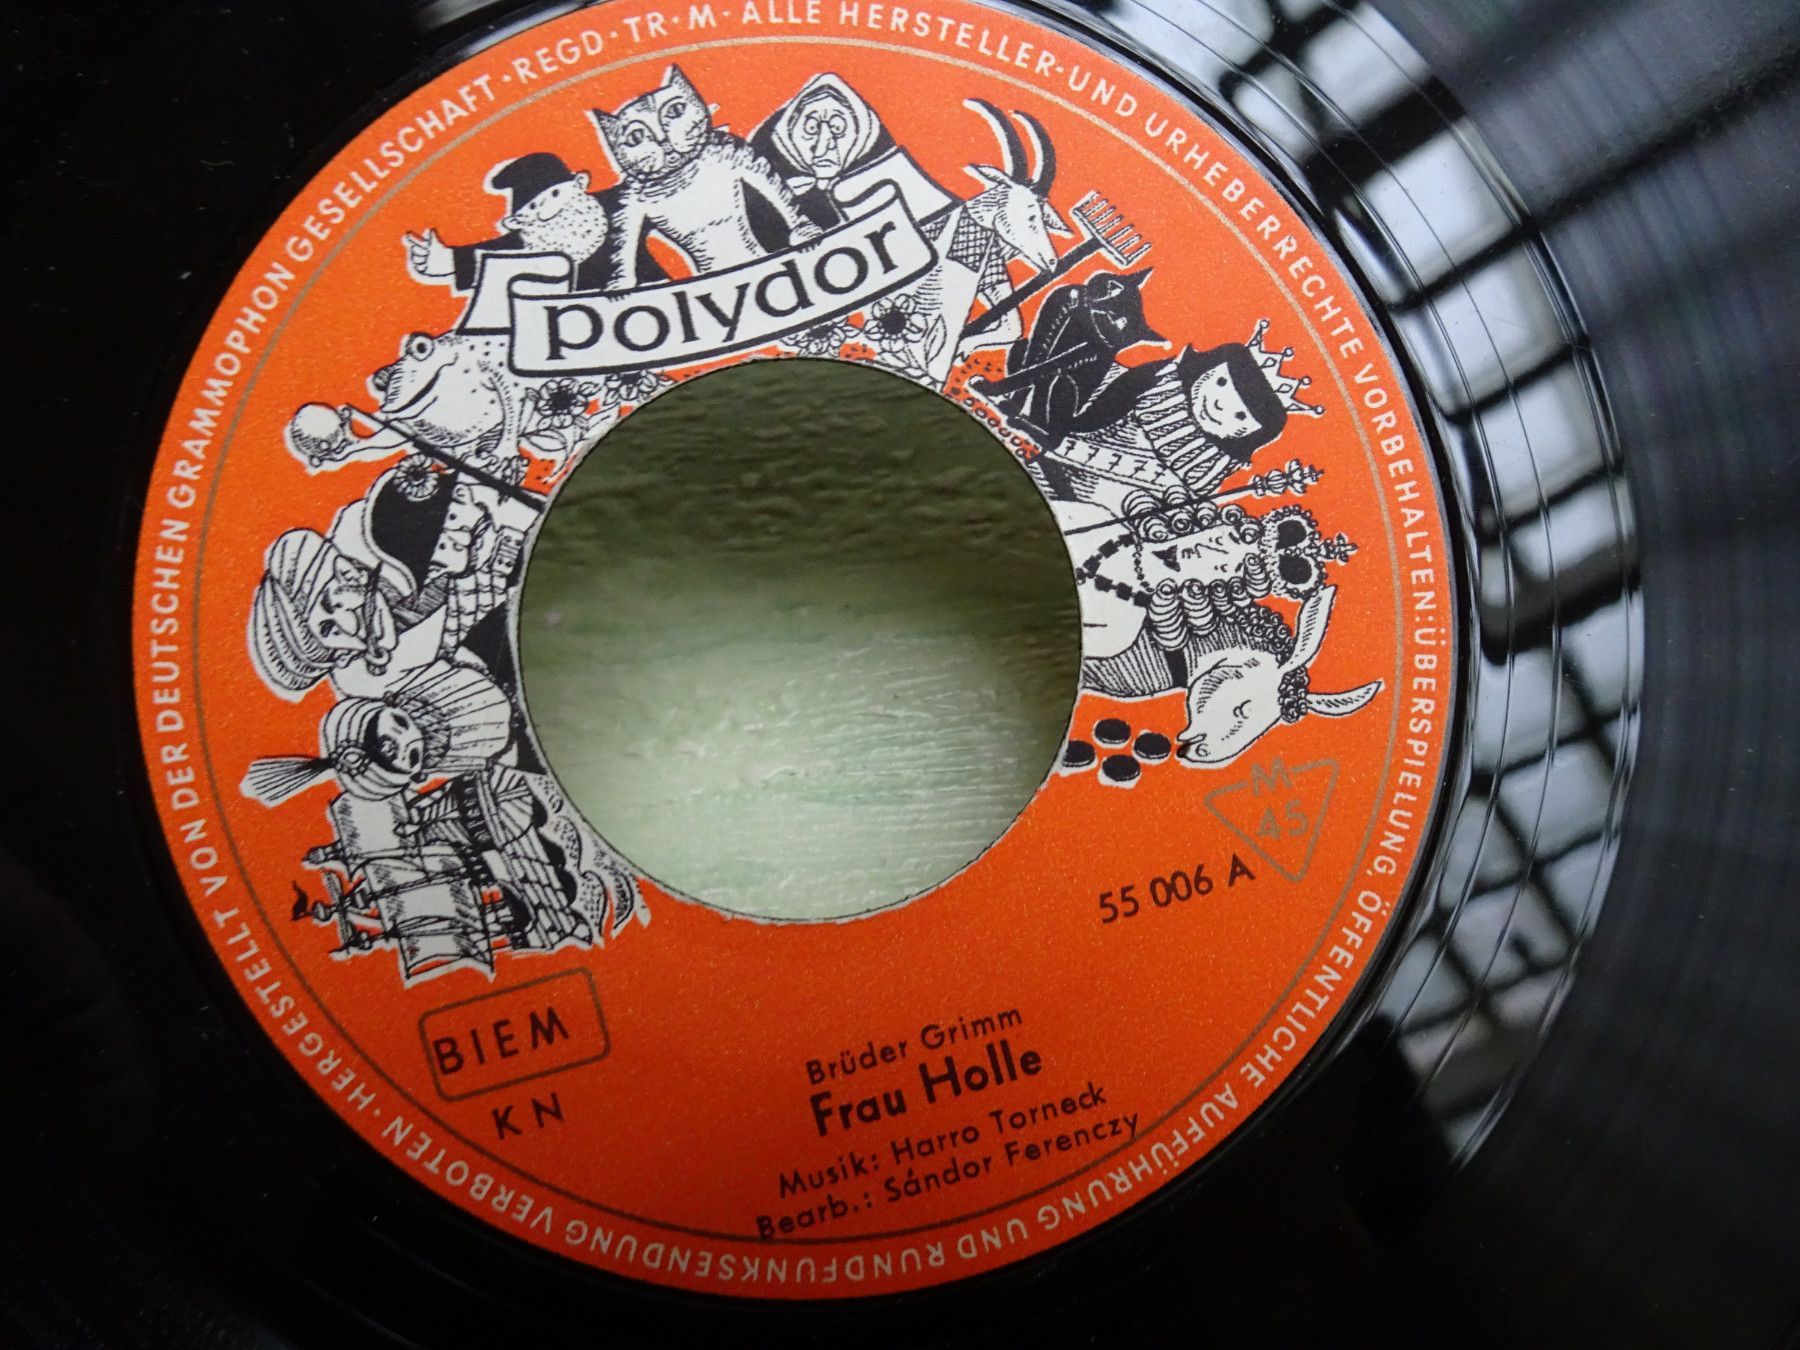 HERGESTELLT VON DER DEUTSCHEN GRAMMOPHON GESELLSCHAFT · REGD · TR · M · ALLE HERSTELLER- UND URHEBERRECHTE VORBEHALTEN: ÜBERSPIELUNG, ÖFFENTLICHE AUFFÜHRUNG UND RUNDFUNKSENDUNG VERBOTEN ·
polydor
77777
M
45
55 006 A
BIEM
KN
Brüder Grimm
Frau Holle
Musik: Harro Torneck
Bearb.: Sándor Ferenczy